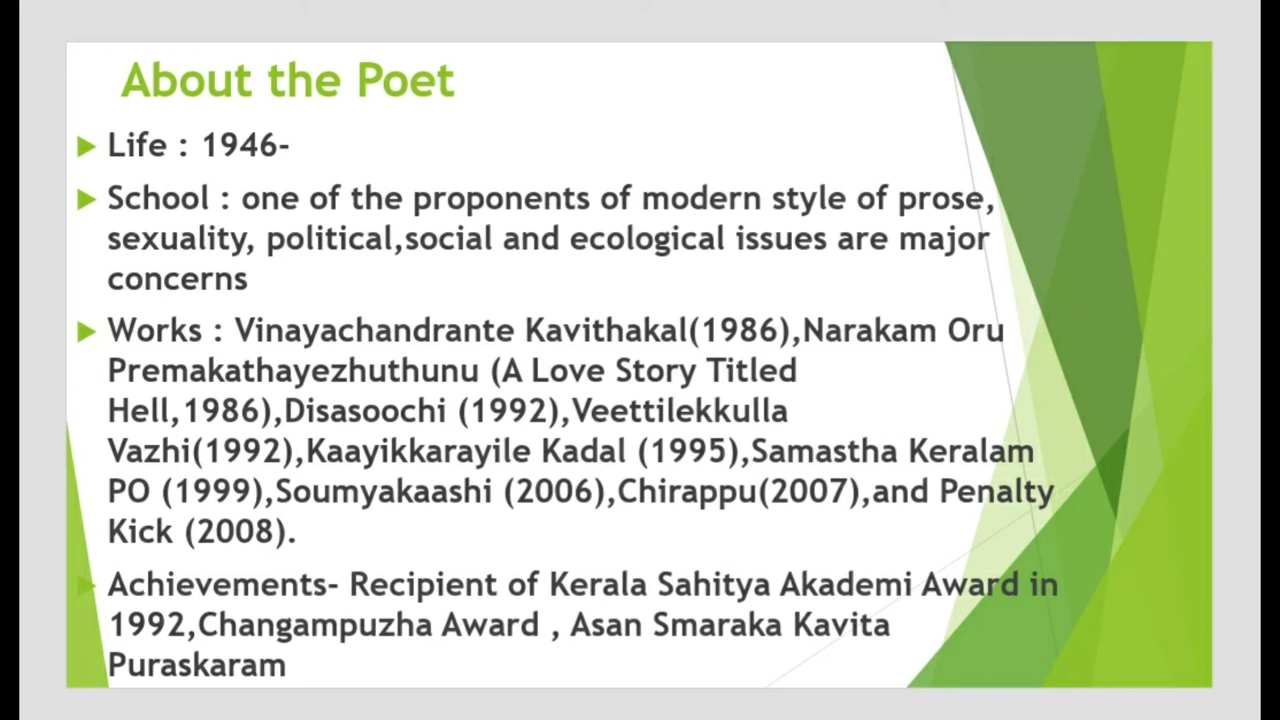 About the Poet
Life : 1946-
School : one of the proponents of modern style of prose,
sexuality, political,social and ecological issues are major
concerns
Works : Vinayachandrante Kavithakal(1986),Narakam Oru
Premakathayezhuthunu (A Love Story Titled
Hell,1986),Disasoochi (1992),Veettilekkulla
Vazhi(1992),Kaayikkarayile Kadal (1995),Samastha Keralam
PO (1999),Soumyakaashi (2006),Chirappu(2007),and Penalty
Kick (2008).
Achievements- Recipient of Kerala Sahitya Akademi Award in
1992,Changampuzha Award , Asan Smaraka Kavita
Puraskaram